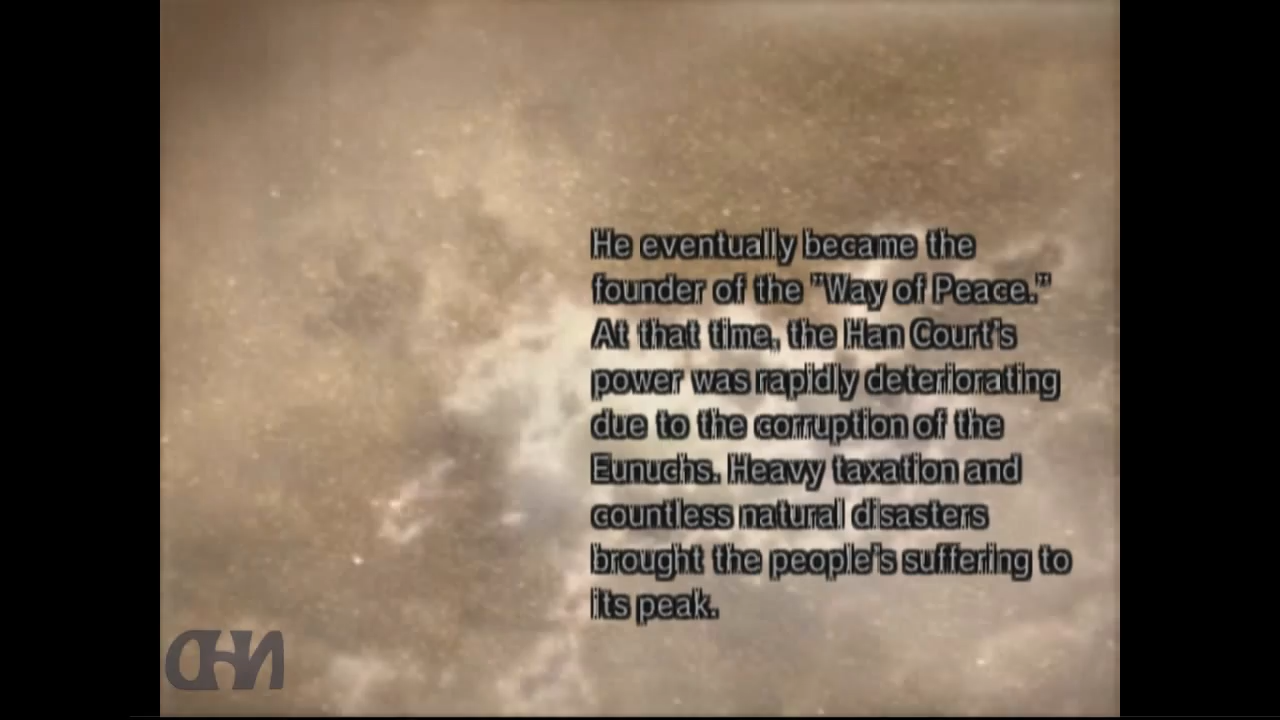 He eventually became the
founder of the "Way of Peace."
At that time, the Han Court's
power was rapidly deteriorating
due to the corruption of the
Eunuchs. Heavy taxation and
countless natural disasters
brought the people's suffering to
its peak.